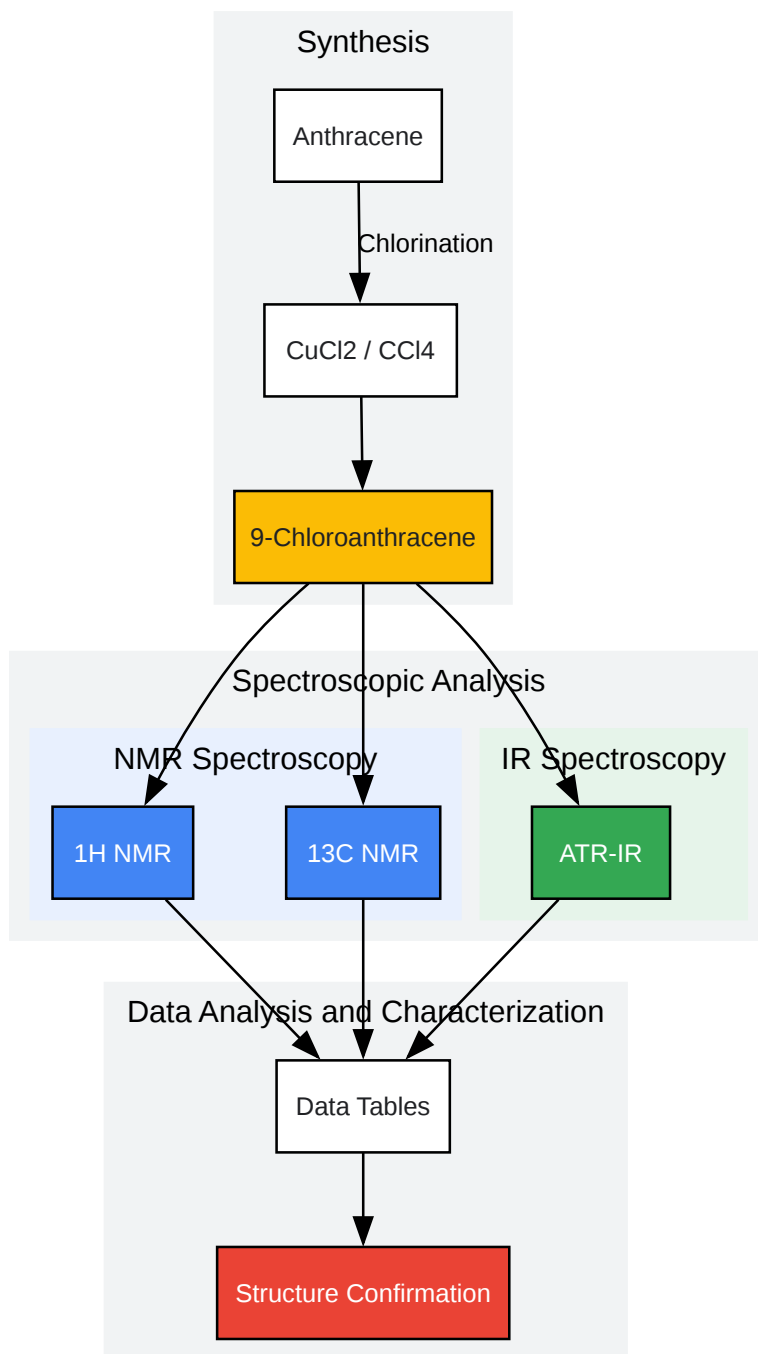 Synthesis
Anthracene
Chlorination
CuCl2 / CCl4
9-Chloroanthracene
Spectroscopic Analysis
NMR Spectroscopy
IR Spectroscopy
1H NMR
13C NMR
ATR-IR
Data Analysis and Characterization
Data Tables
Structure Confirmation